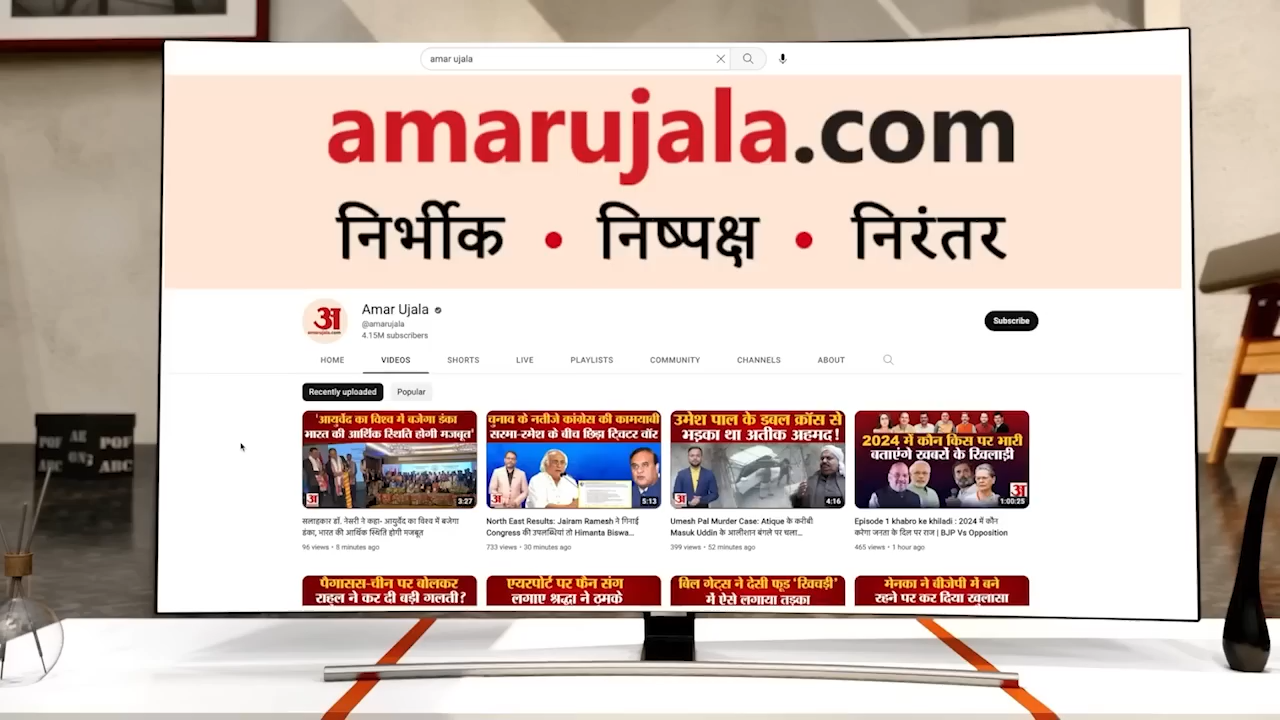 amar ujala
amarujala.com
निर्भीक • निष्पक्ष • निरंतर
अ
amarujala.com
Amar Ujala
@amarujala
4.15M subscribers
Subscribe
HOME VIDEOS SHORTS LIVE PLAYLISTS COMMUNITY CHANNELS ABOUT
Recently uploaded Popular
'आयुर्वेद का विश्व में बजेगा डंका
भारत की आर्थिक स्थिति होगी मजबूत'
अ
3:27
सलाहकार डॉ. नेसरी ने कहा- आयुर्वेद का विश्व में बजेगा
डंका, भारत की आर्थिक स्थिति होगी मजबूत
96 views • 8 minutes ago
चुनाव के नतीजे कांग्रेस की कामयाबी
सरमा-रमेश के बीच छिड़ा ट्विटर वॉर
अ
5:13
North East Results: Jairam Ramesh ने गिनाई
Congress की उपलब्धियां तो Himanta Biswa...
733 views • 30 minutes ago
उमेश पाल के डबल क्रॉस से
भड़का था अतीक अहमद!
अ
4:16
Umesh Pal Murder Case: Atique के करीबी
Masuk Uddin के आलीशान बंगले पर चला...
399 views • 52 minutes ago
2024 में कौन किस पर भारी
बताएंगे खबरों के खिलाड़ी
अ
1:00:25
Episode 1 khabro ke khiladi : 2024 में कौन
करेगा जनता के दिल पर राज | BJP Vs Opposition
465 views • 1 hour ago
पैगासस-चीन पर बोलकर
राहुल ने कर दी बड़ी गलती?
एयरपोर्ट पर फैन संग
लगाए श्रद्धा ने ठुमके
बिल गेट्स ने देसी फूड 'खिचड़ी'
में ऐसे लगाया तड़का
मेनका ने बीजेपी में बने
रहने पर कर दिया खुलासा